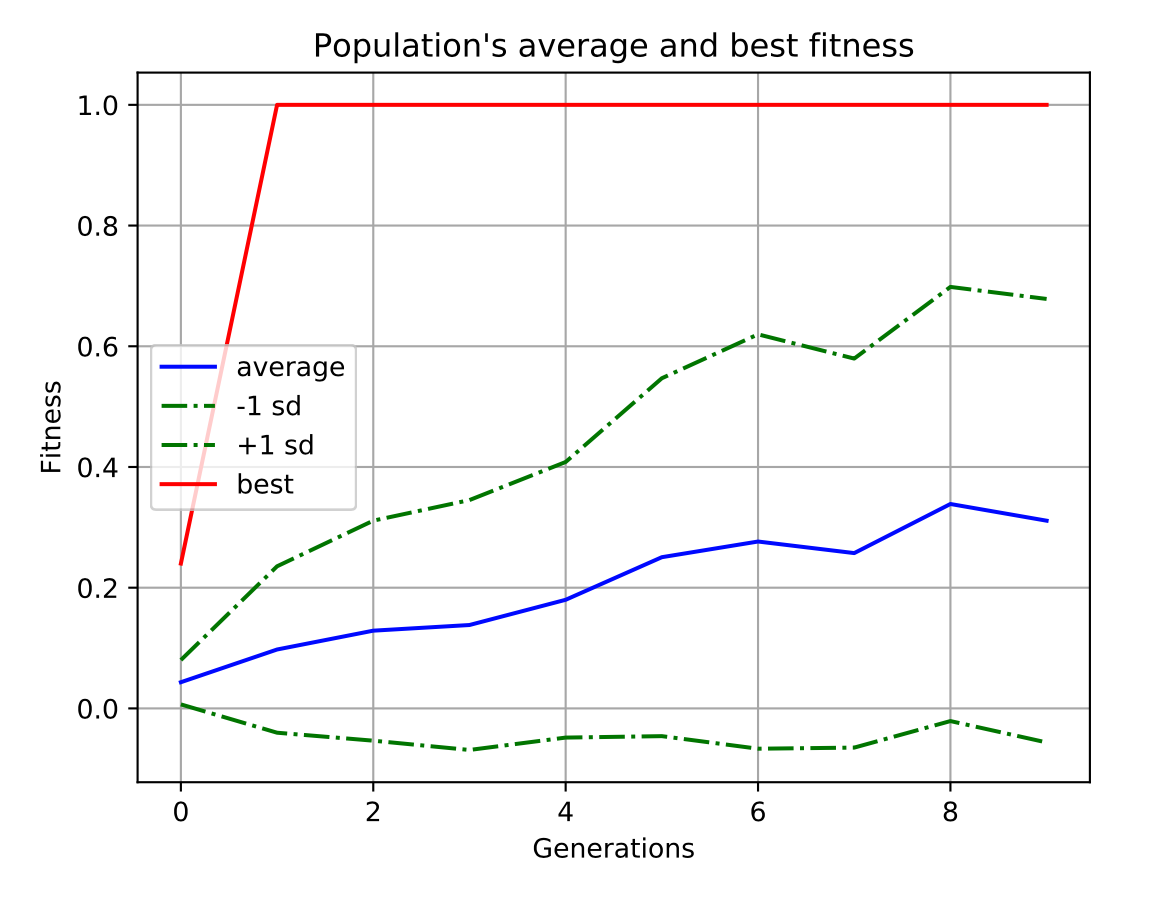 Population's average and best fitness
1.0
0.8
0.6
0.4
0.2
0.0
Fitness
average
-1 sd
+1 sd
best
0 2 4 6 8
Generations